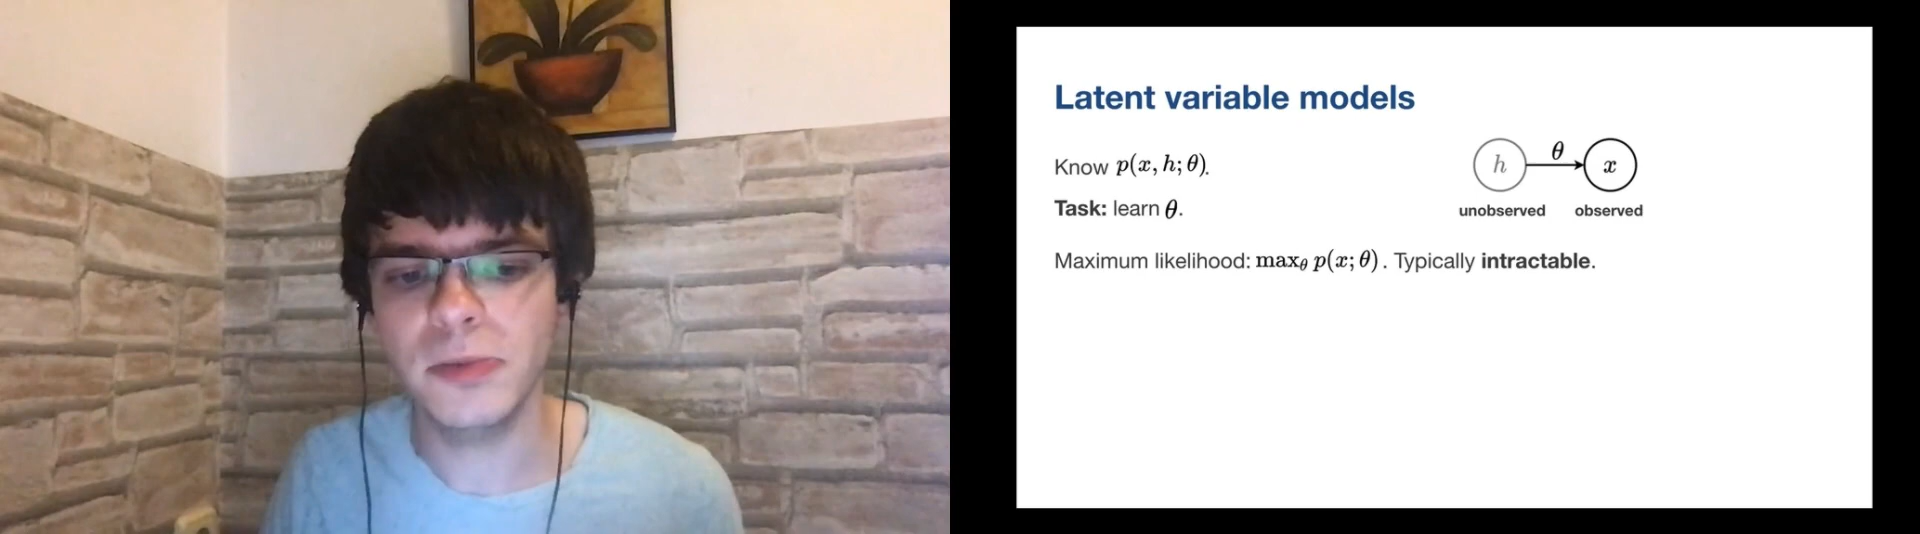 Latent variable models
Know p(x, h; θ).
Task: learn θ.
h θ x
unobserved observed
Maximum likelihood: maxθ p(x; θ). Typically intractable.